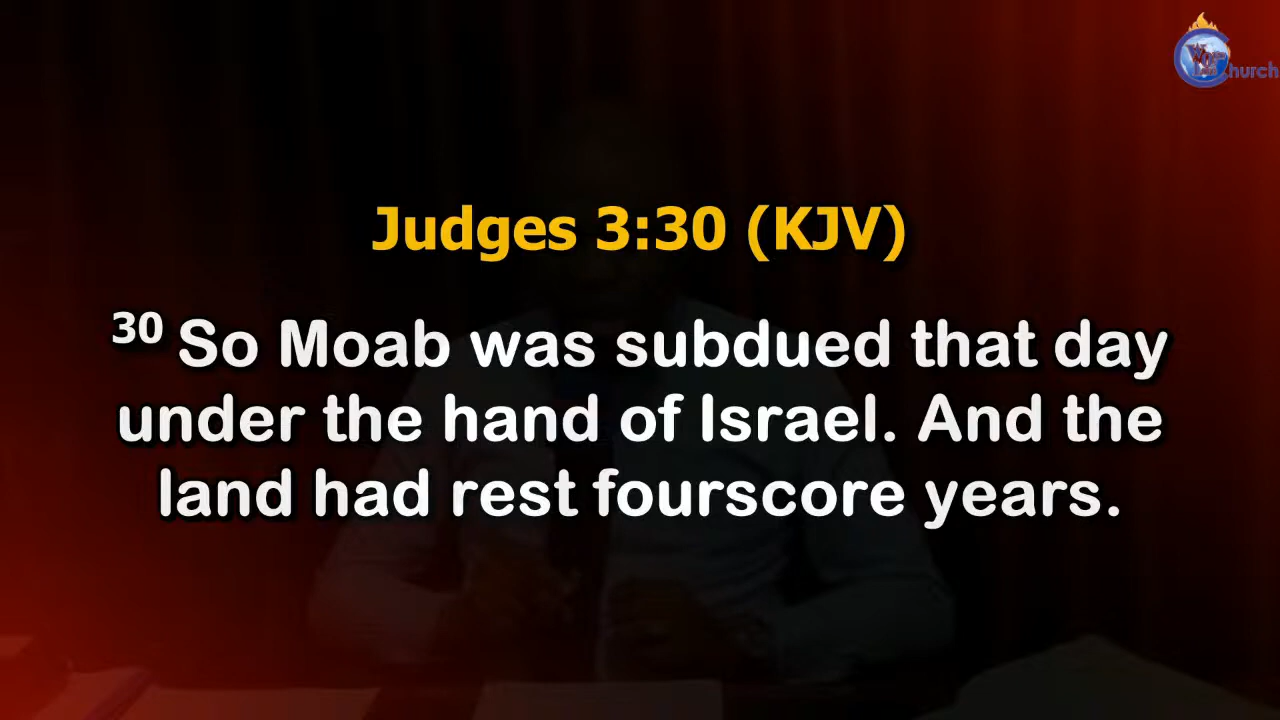 Church
Judges 3:30 (KJV)
30 So Moab was subdued that day
under the hand of Israel. And the
land had rest fourscore years.